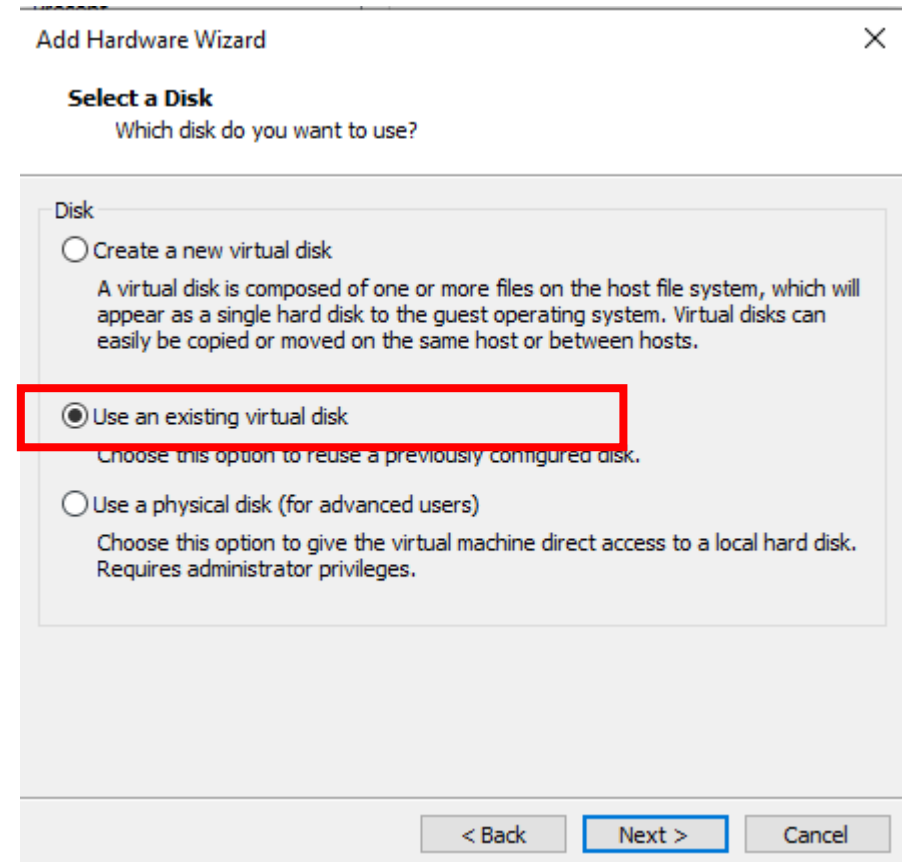 Add Hardware Wizard
Select a Disk
Which disk do you want to use?
Disk
Create a new virtual disk
A virtual disk is composed of one or more files on the host file system, which will
appear as a single hard disk to the guest operating system. Virtual disks can
easily be copied or moved on the same host or between hosts.
Use an existing virtual disk
Choose this option to reuse a previously configured disk.
Use a physical disk (for advanced users)
Choose this option to give the virtual machine direct access to a local hard disk.
Requires administrator privileges.
< Back Next > Cancel